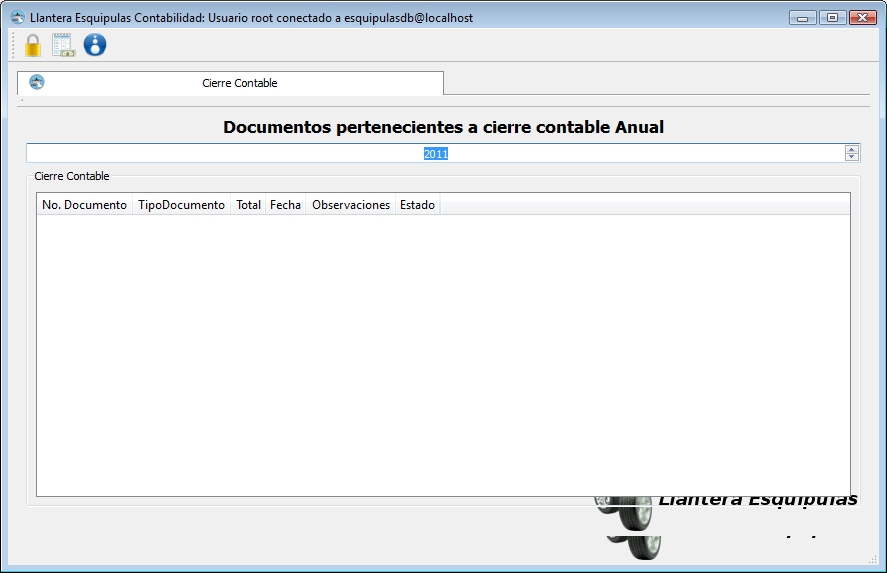 Llantera Esquipulas Contabilidad: Usuario root conectado a esquipulasdb@localhost
Cierre Contable
Documentos pertenecientes a cierre contable Anual
2011
Cierre Contable
No. Documento TipoDocumento Total Fecha Observaciones Estado
Llantera Esquipulas